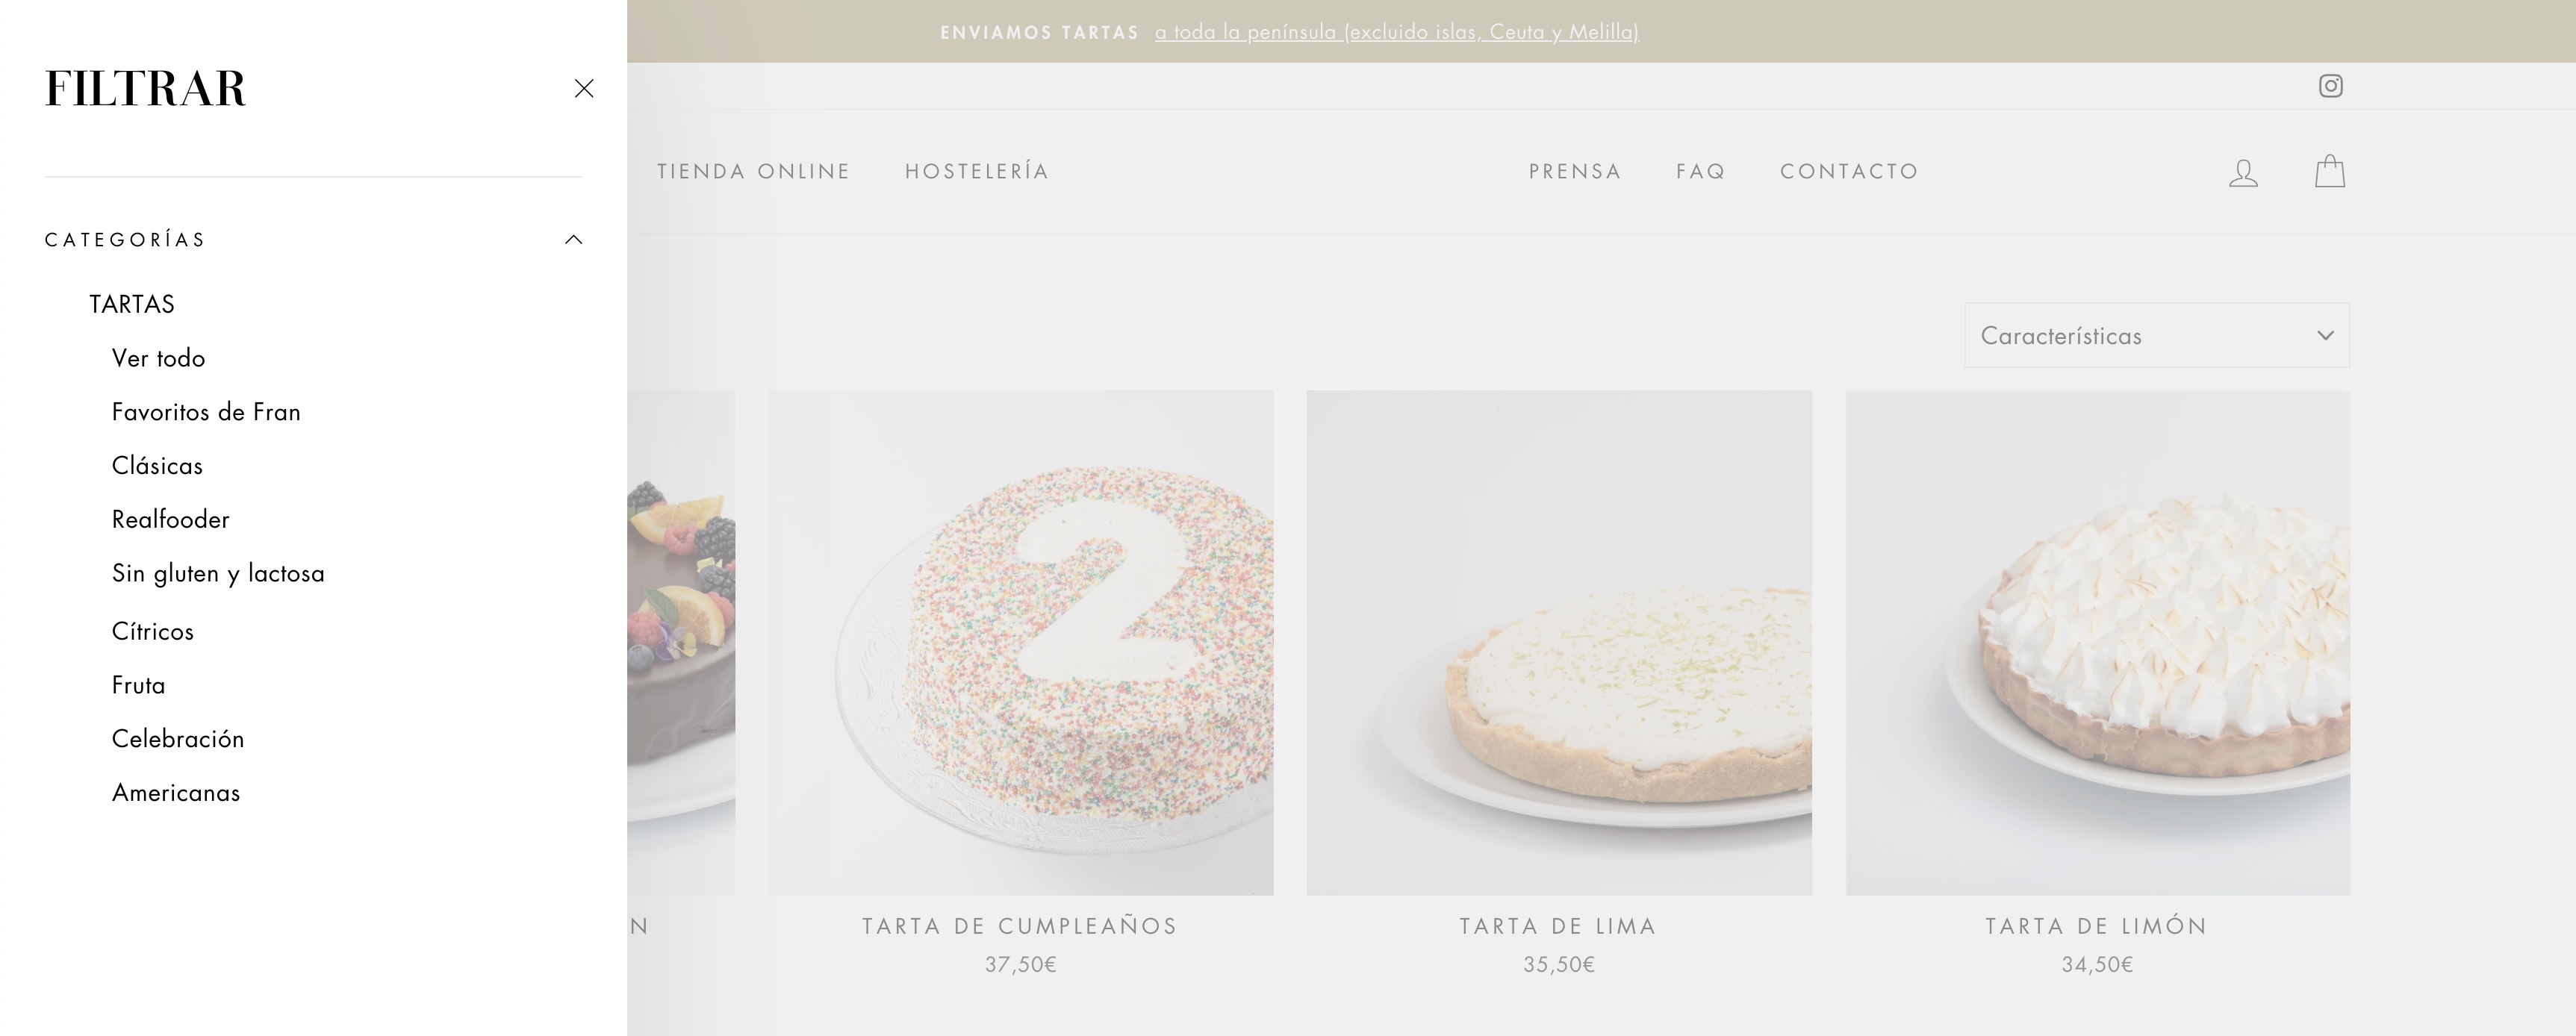 FILTRAR
CATEGORÍAS
TARTAS
Ver todo
Favoritos de Fran
Clásicas
Realfooder
Sin gluten y lactosa
Cítricos
Fruta
Celebración
Americanas
ENVIAMOS TARTAS a toda la península (excluido islas, Ceuta y Melilla)
TIENDA ONLINE HOSTELERÍA PRENSA FAQ CONTACTO
Características
2
N
TARTA DE CUMPLEAÑOS
37,50€
TARTA DE LIMA
35,50€
TARTA DE LIMÓN
34,50€